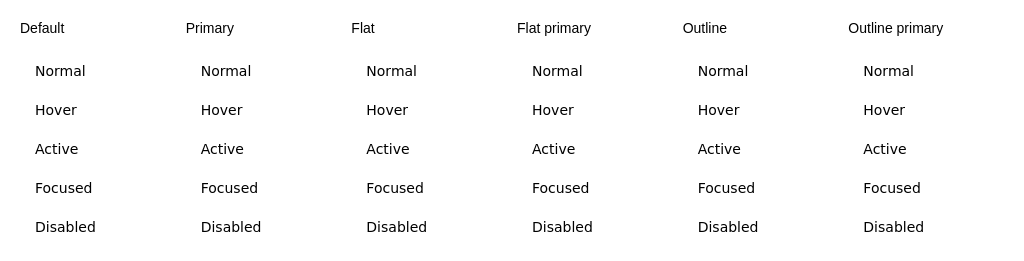 Default Primary Flat Flat primary Outline Outline primary
Normal Normal Normal Normal Normal Normal
Hover Hover Hover Hover Hover Hover
Active Active Active Active Active Active
Focused Focused Focused Focused Focused Focused
Disabled Disabled Disabled Disabled Disabled Disabled